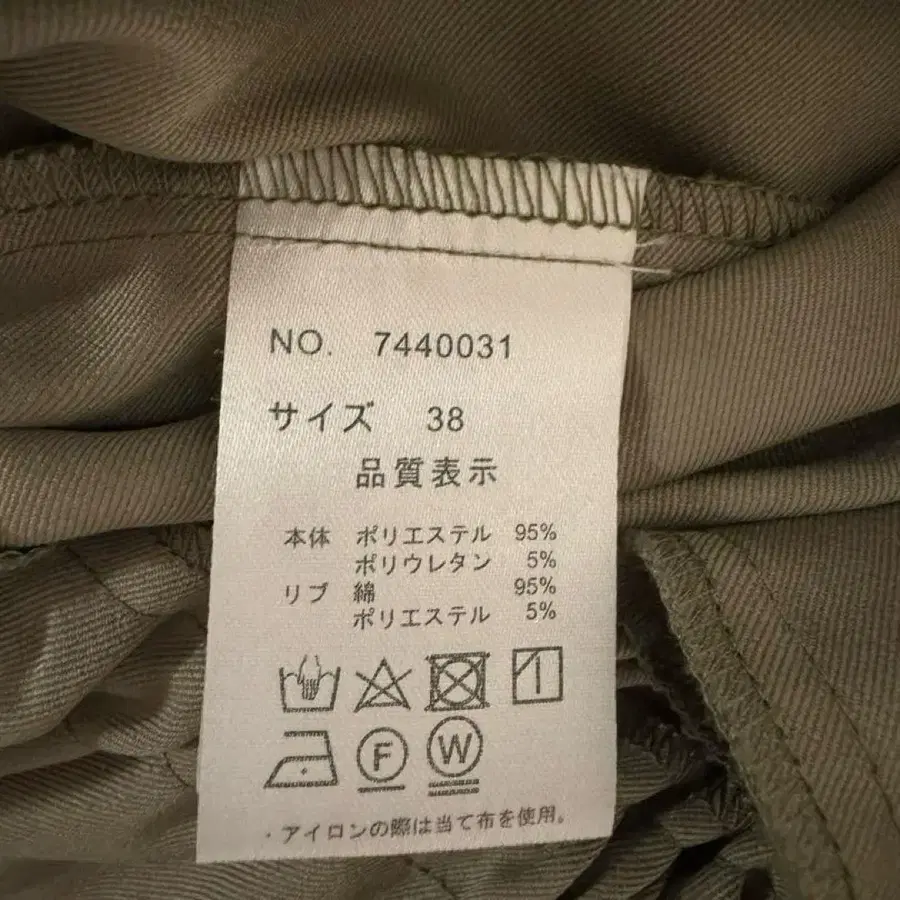 NO. 7440031
サイズ 38
品質表示
本体 ポリエステル 95%
ポリウレタン 5%
リブ 綿 95%
ポリエステル 5%
F W
・アイロンの際は当て布を使用。